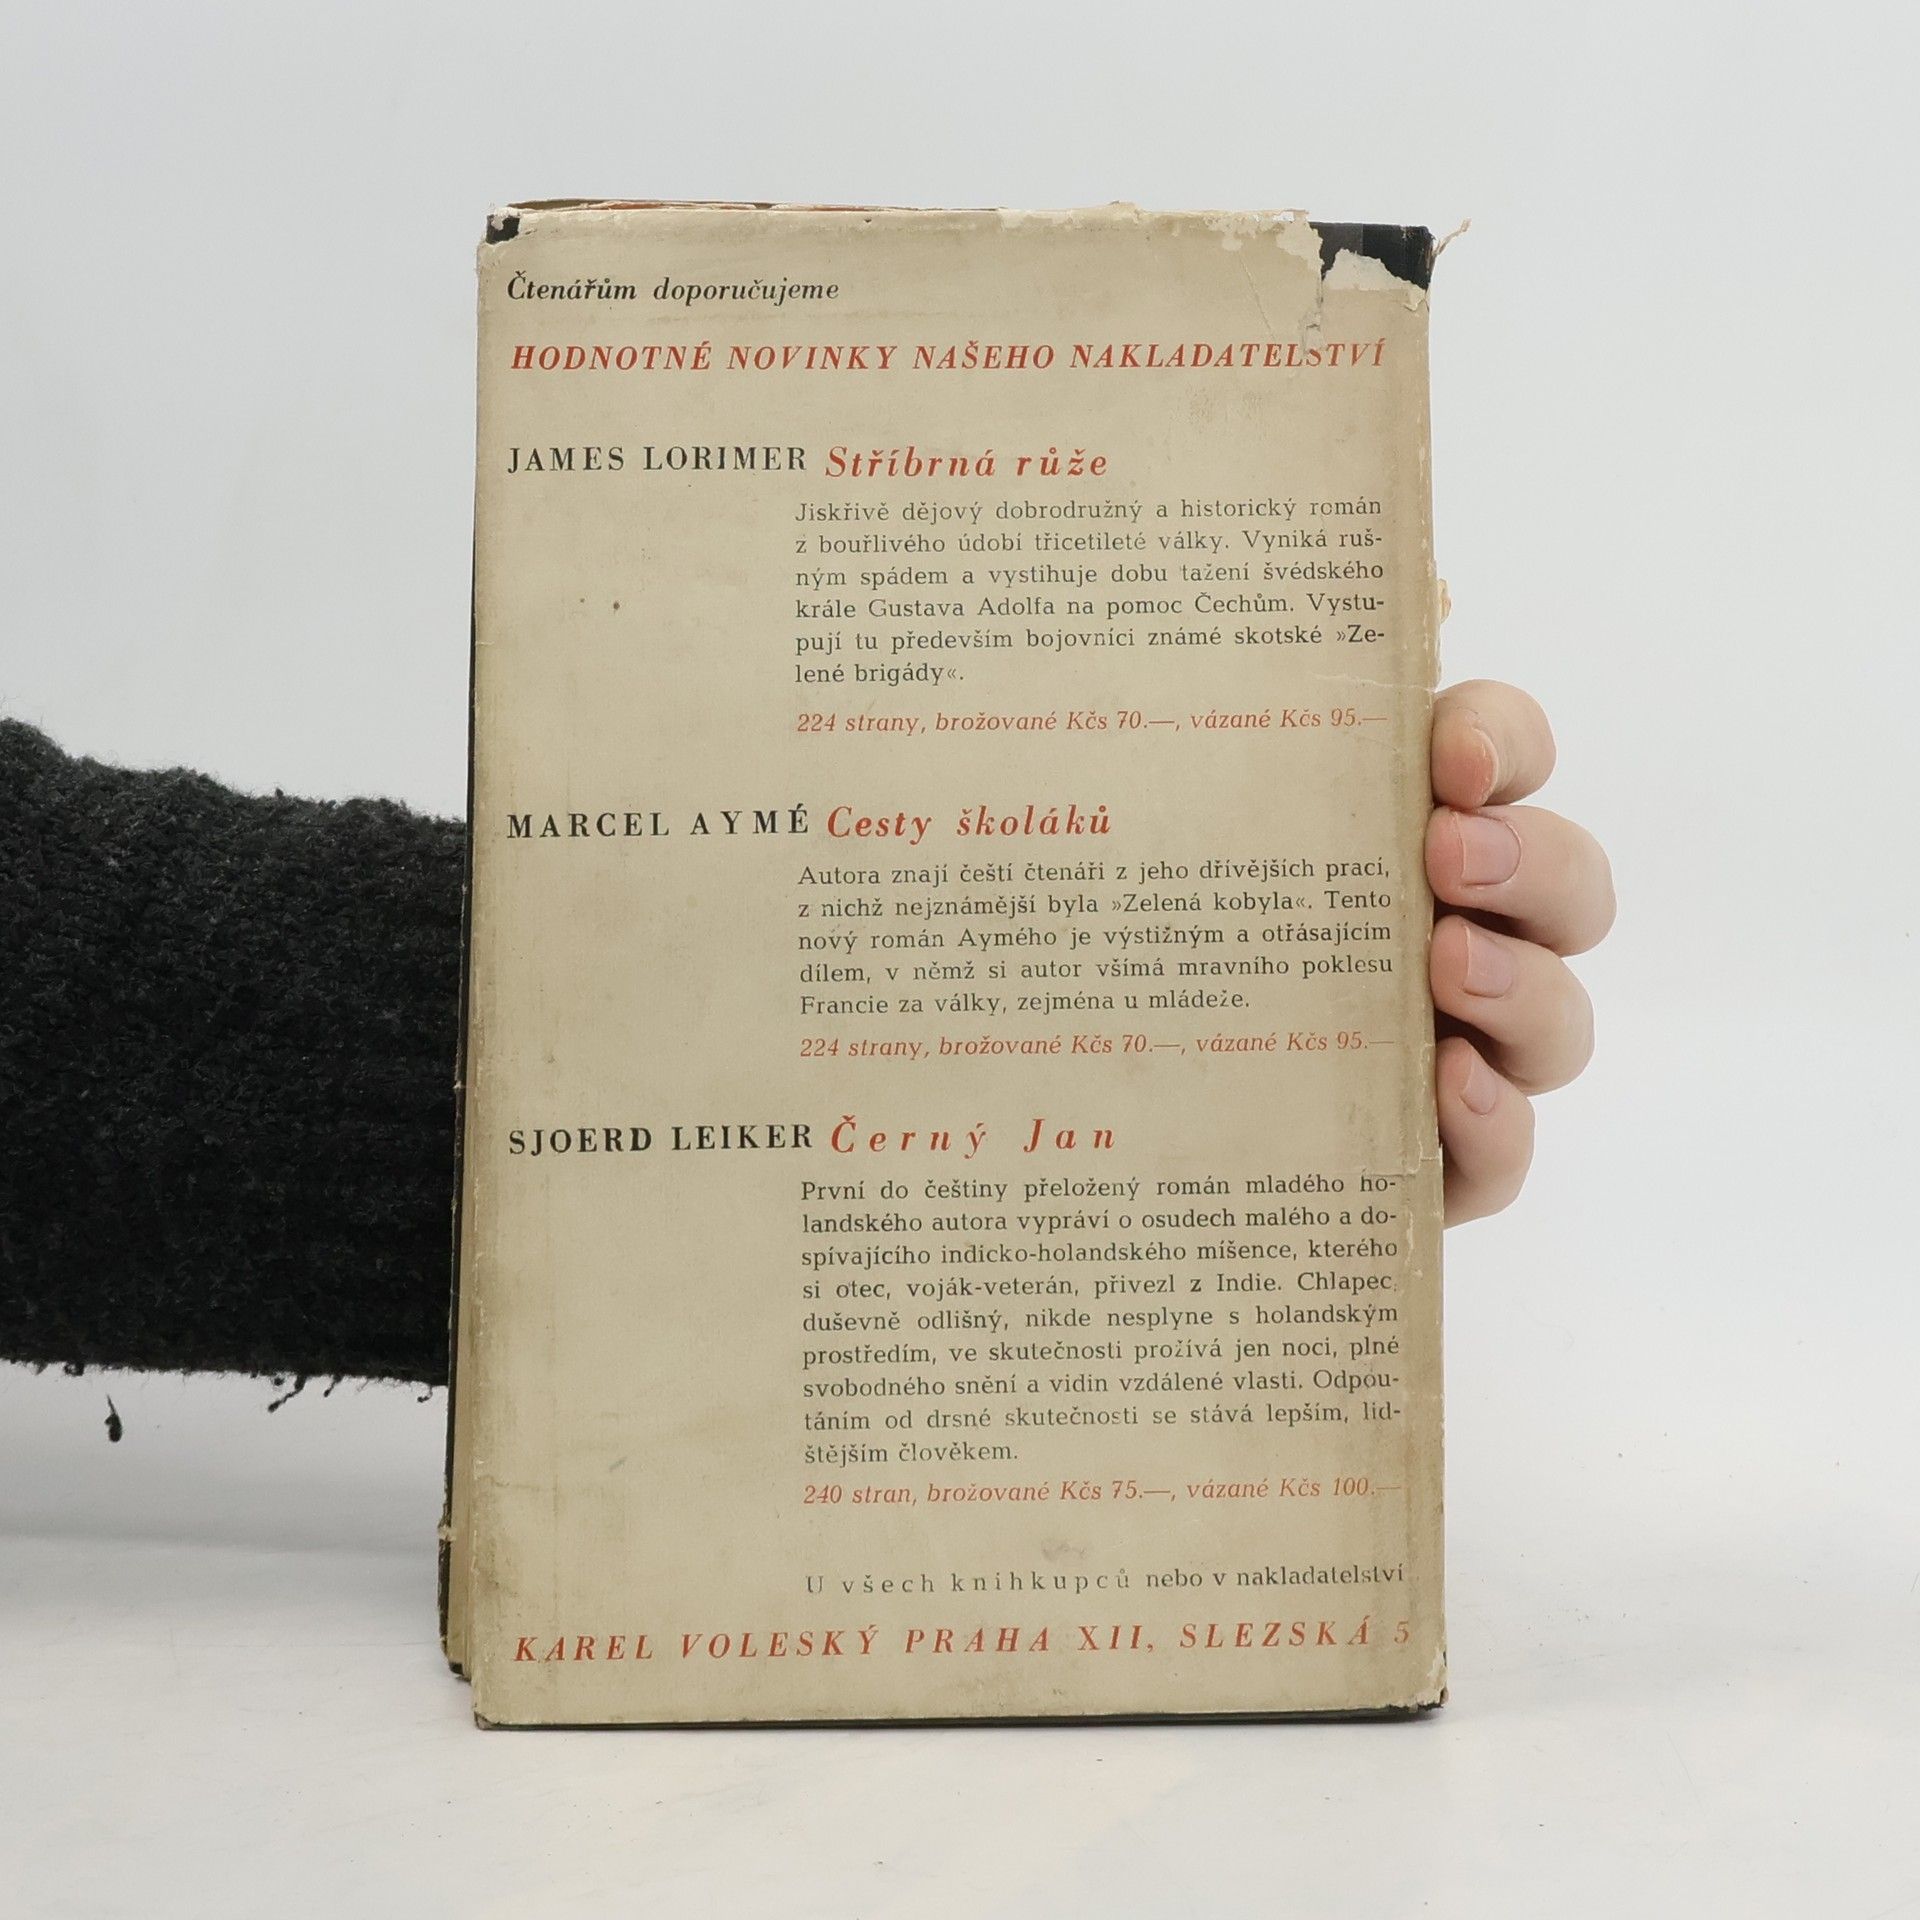 Čtenářům doporučujeme
HODNOTNÉ NOVINKY NAŠEHO NAKLADATELSTVÍ
JAMES LORIMER Stříbrná růže
Jiskřivě dějový dobrodružný a historický román
z bouřlivého údobí třicetileté války. Vyniká ruš-
ným spádem a vystihuje dobu tažení švédského
krále Gustava Adolfa na pomoc Čechům. Vystu-
pují tu především bojovníci známé skotské »Ze-
lené brigády«.
224 strany, brožované Kčs 70.—, vázané Kčs 95.—
MARCEL AYMÉ Cesty školáků
Autora znají čeští čtenáři z jeho dřívějších prací,
z nichž nejznámější byla »Zelená kobyla«. Tento
nový román Aymého je výstižným a otřásajícím
dílem, v němž si autor všímá mravního poklesu
Francie za války, zejména u mládeže.
224 strany, brožované Kčs 70.—, vázané Kčs 95.—
SJOERD LEIKER Černý Jan
První do češtiny přeložený román mladého ho-
landského autora vypráví o osudech malého a do-
spívajícího indicko-holandského míšence, kterého
si otec, voják-veterán, přivezl z Indie. Chlapec,
duševně odlišný, nikde nesplyne s holandským
prostředím, ve skutečnosti prožívá jen noci, plné
svobodného snění a vidin vzdálené vlasti. Odpou-
táním od drsné skutečnosti se stává lepším, lid-
štějším člověkem.
240 stran, brožované Kčs 75.—, vázané Kčs 100.—
U všech knihkupců nebo v nakladatelství
KAREL VOLESKÝ PRAHA XII, SLEZSKÁ 5